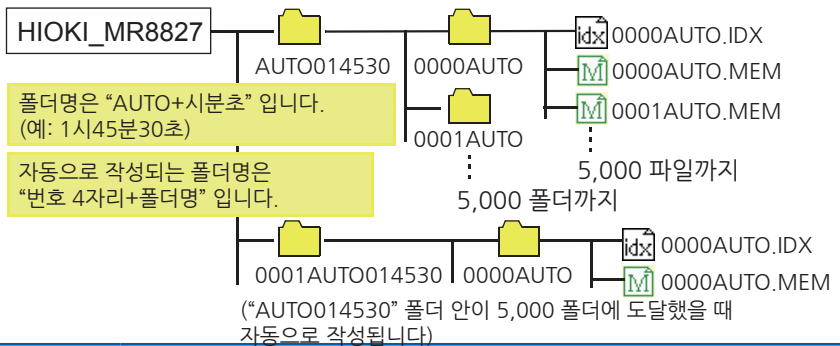 HIOKI_MR8827
AUTO014530
0000AUTO
idx 0000AUTO.IDX
M 0000AUTO.MEM
M 0001AUTO.MEM
0001AUTO
폴더명은 “AUTO+시분초” 입니다.
(예: 1시45분30초)
자동으로 작성되는 폴더명은
“번호 4자리+폴더명” 입니다.
5,000 파일까지
5,000 폴더까지
0001AUTO014530
0000AUTO
idx 0000AUTO.IDX
M 0000AUTO.MEM
(“AUTO014530” 폴더 안이 5,000 폴더에 도달했을 때
자동으로 작성됩니다)